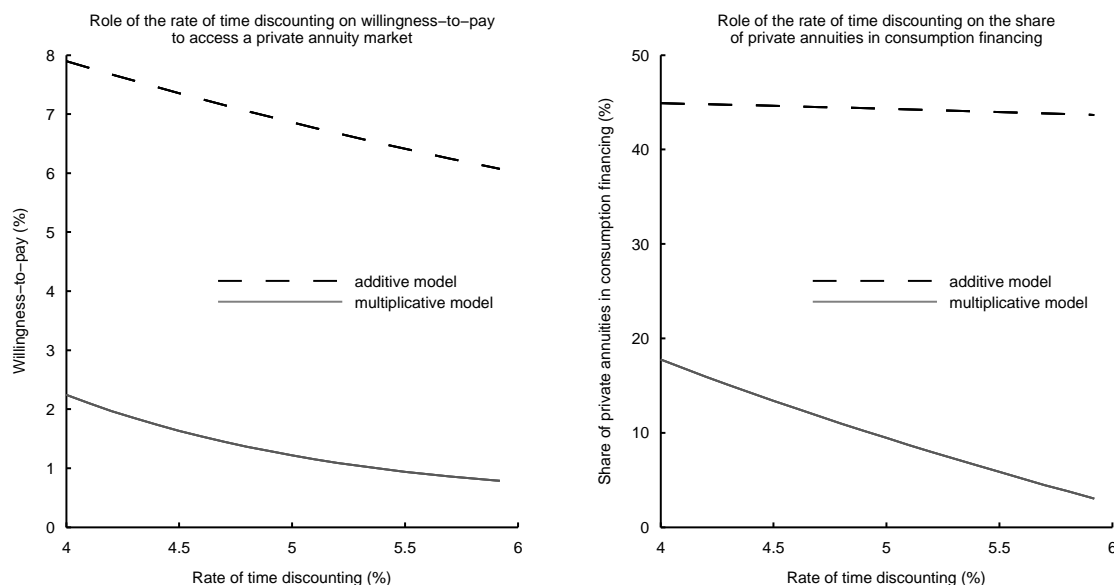 Role of the rate of time discounting on willingness−to−pay
to access a private annuity market
8
7
6
5
4
3
2
1
0
Willingness−to−pay (%)
additive model
multiplicative model
4
4.5
5
5.5
6
Rate of time discounting (%)
Role of the rate of time discounting on the share
of private annuities in consumption financing
50
40
30
20
10
0
Share of private annuities in consumption financing (%)
additive model
multiplicative model
4
4.5
5
5.5
6
Rate of time discounting (%)